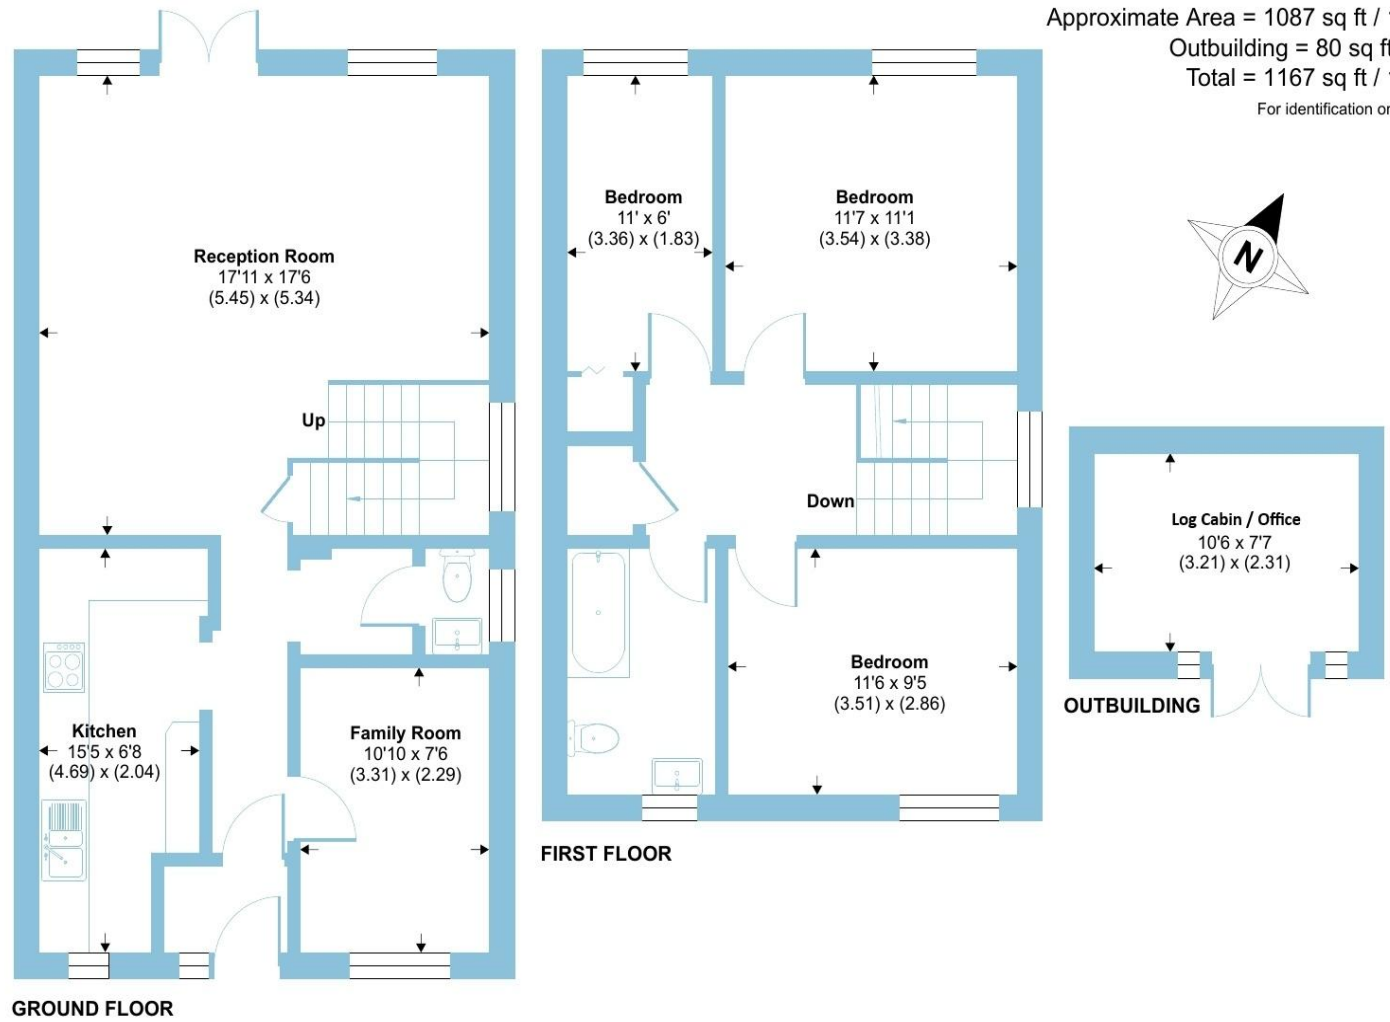 Approximate Area = 1087 sq ft /
Outbuilding = 80 sq ft
Total = 1167 sq ft /
For identification
Bedroom
11' x 6'
(3.36) x (1.83)
Bedroom
11'7 x 11'1
(3.54) x (3.38)
N
Reception Room
17'11 x 17'6
(5.45) x (5.34)
Up
Down
Log Cabin / Office
10'6 x 7'7
(3.21) x (2.31)
Kitchen
15'5 x 6'8
(4.69) x (2.04)
Family Room
10'10 x 7'6
(3.31) x (2.29)
Bedroom
11'6 x 9'5
(3.51) x (2.86)
OUTBUILDING
FIRST FLOOR
GROUND FLOOR